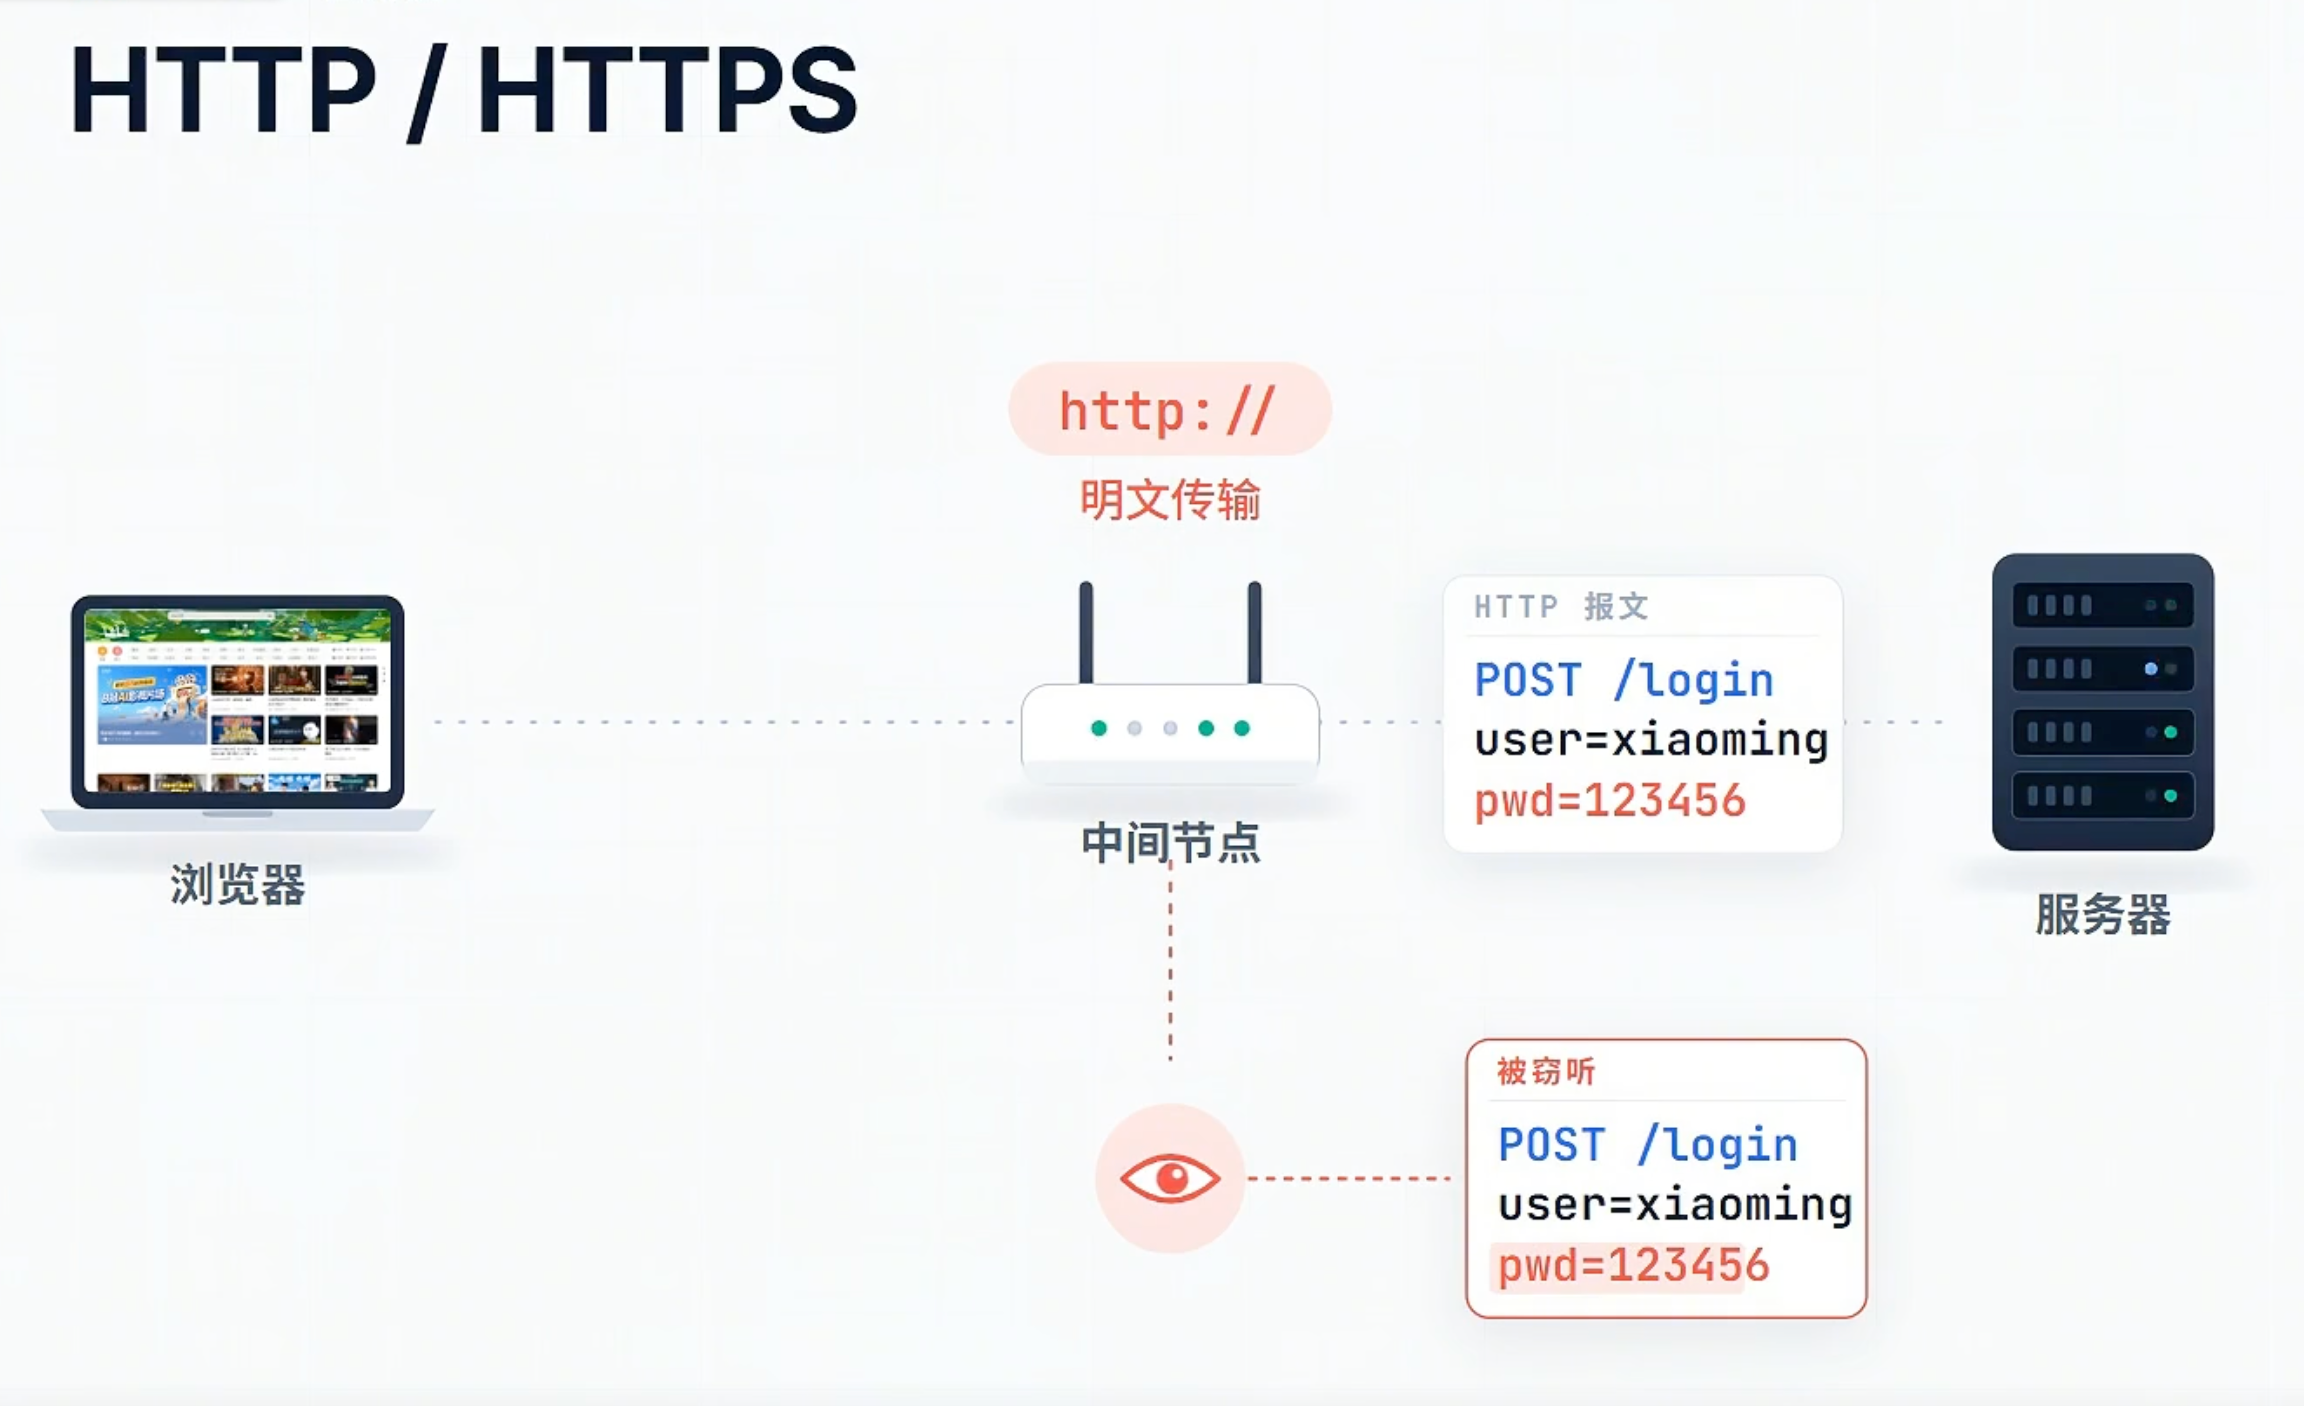 HTTP / HTTPS
http://
明文传输
HTTP 报文
POST /login
user=xiaoming
pwd=123456
浏览器
中间节点
服务器
被窃听
POST /login
user=xiaoming
pwd=123456